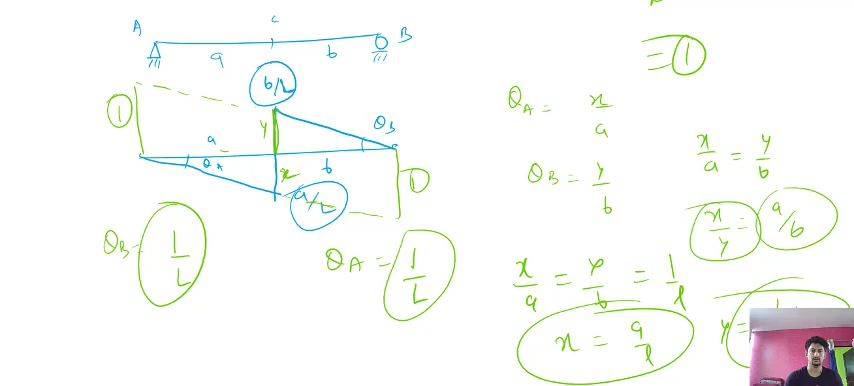 A
c
B
a
b
= 1
b/L
1
y
θB
a
θA
x
b
a/L
1
θB = 1/L
θA = 1/L
θA = x/a
θB = y/b
x/a = y/b
x/y = a/b
x/a = y/b = 1/l
x = a/l
y =